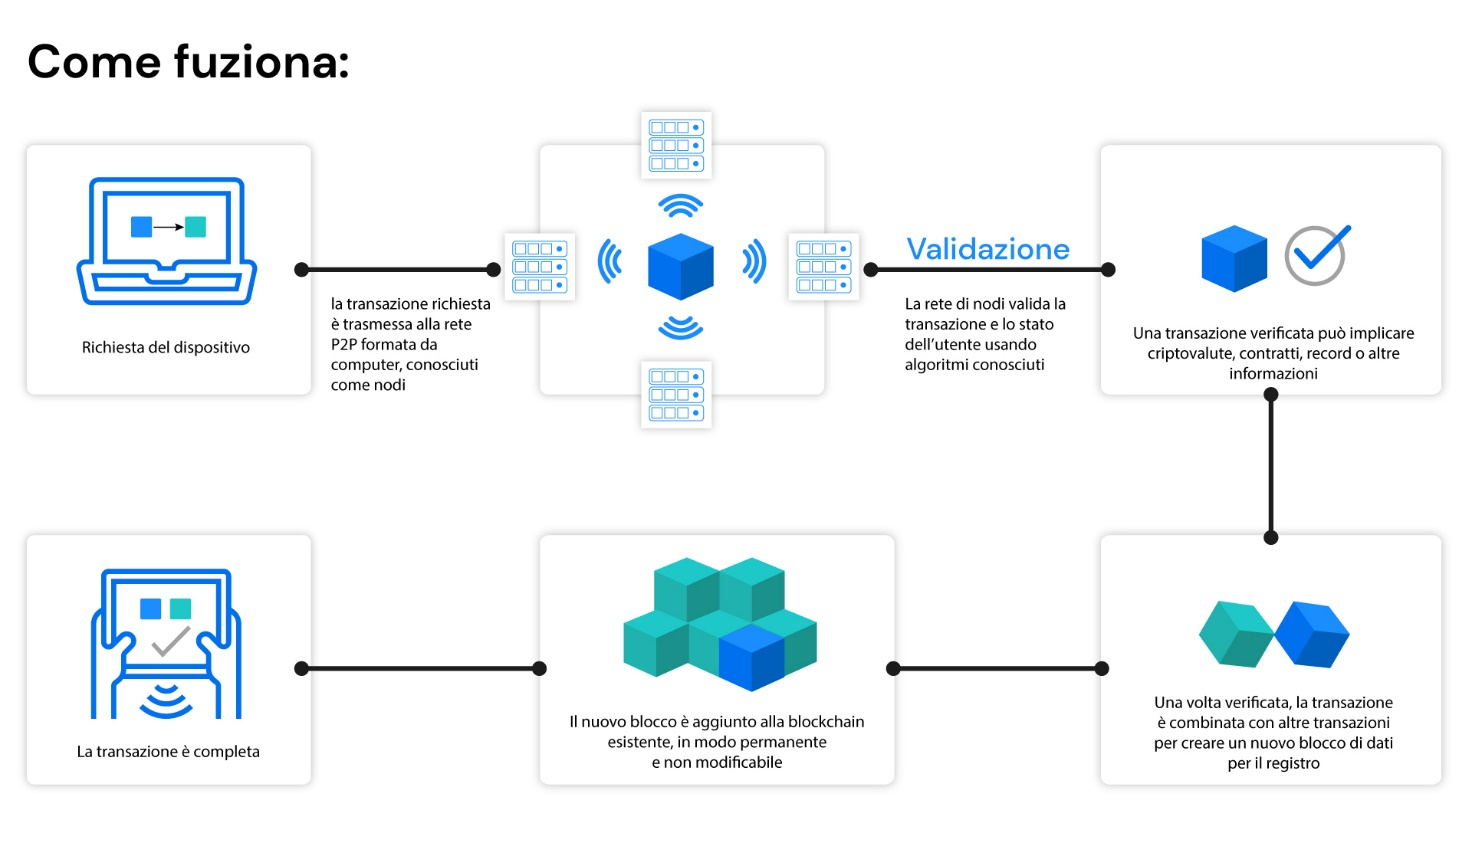 Come fuziona:
Richiesta del dispositivo
la transazione richiesta
è trasmessa alla rete
P2P formata da
computer, conosciuti
come nodi
Validazione
La rete di nodi valida la
transazione e lo stato
dell'utente usando
algoritmi conosciuti
Una transazione verificata può implicare
criptovalute, contratti, record o altre
informazioni
Una volta verificata, la transazione
è combinata con altre transazioni
per creare un nuovo blocco di dati
per il registro
Il nuovo blocco è aggiunto alla blockchain
esistente, in modo permanente
e non modificabile
La transazione è completa